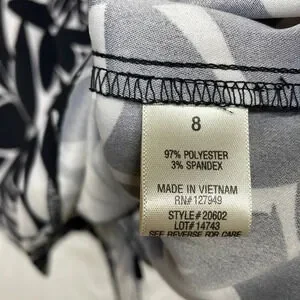 8
97% POLYESTER
3% SPANDEX
MADE IN VIETNAM
RN#127949
STYLE#20602
LOT#14743
SEE REVERSE FOR CARE